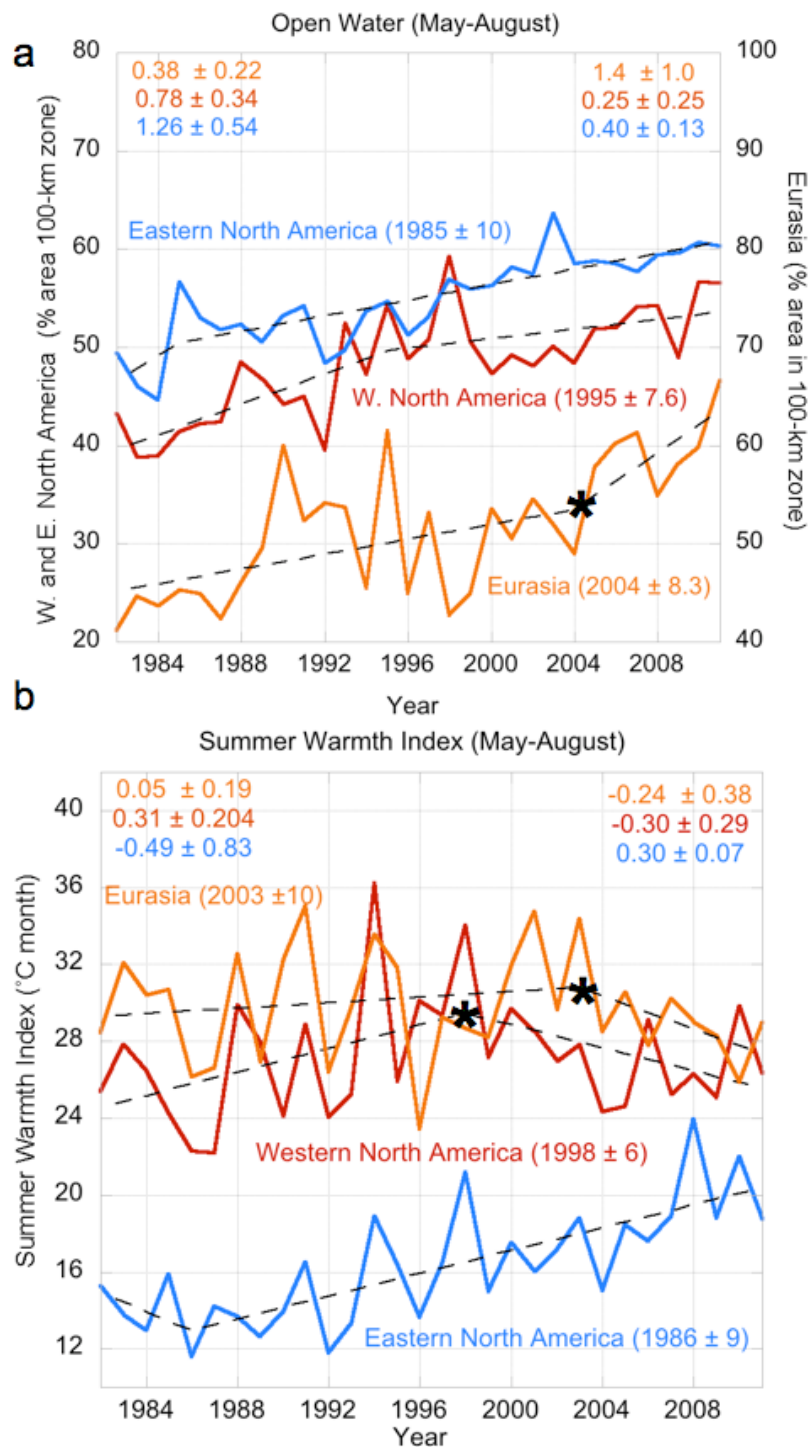 Open Water (May-August)
a
80
70
60
50
40
30
20
W. and E. North America (% area 100-km zone)
100
90
80
70
60
50
40
Eurasia (% area in 100-km zone)
0.38 ± 0.22
0.78 ± 0.34
1.26 ± 0.54
1.4 ± 1.0
0.25 ± 0.25
0.40 ± 0.13
Eastern North America (1985 ± 10)
W. North America (1995 ± 7.6)
*
Eurasia (2004 ± 8.3)
1984 1988 1992 1996 2000 2004 2008
Year
b
Summer Warmth Index (May-August)
40
36
32
28
24
20
16
12
Summer Warmth Index (°C month)
0.05 ± 0.19
0.31 ± 0.204
-0.49 ± 0.83
-0.24 ± 0.38
-0.30 ± 0.29
0.30 ± 0.07
Eurasia (2003 ±10)
* *
Western North America (1998 ± 6)
Eastern North America (1986 ± 9)
1984 1988 1992 1996 2000 2004 2008
Year